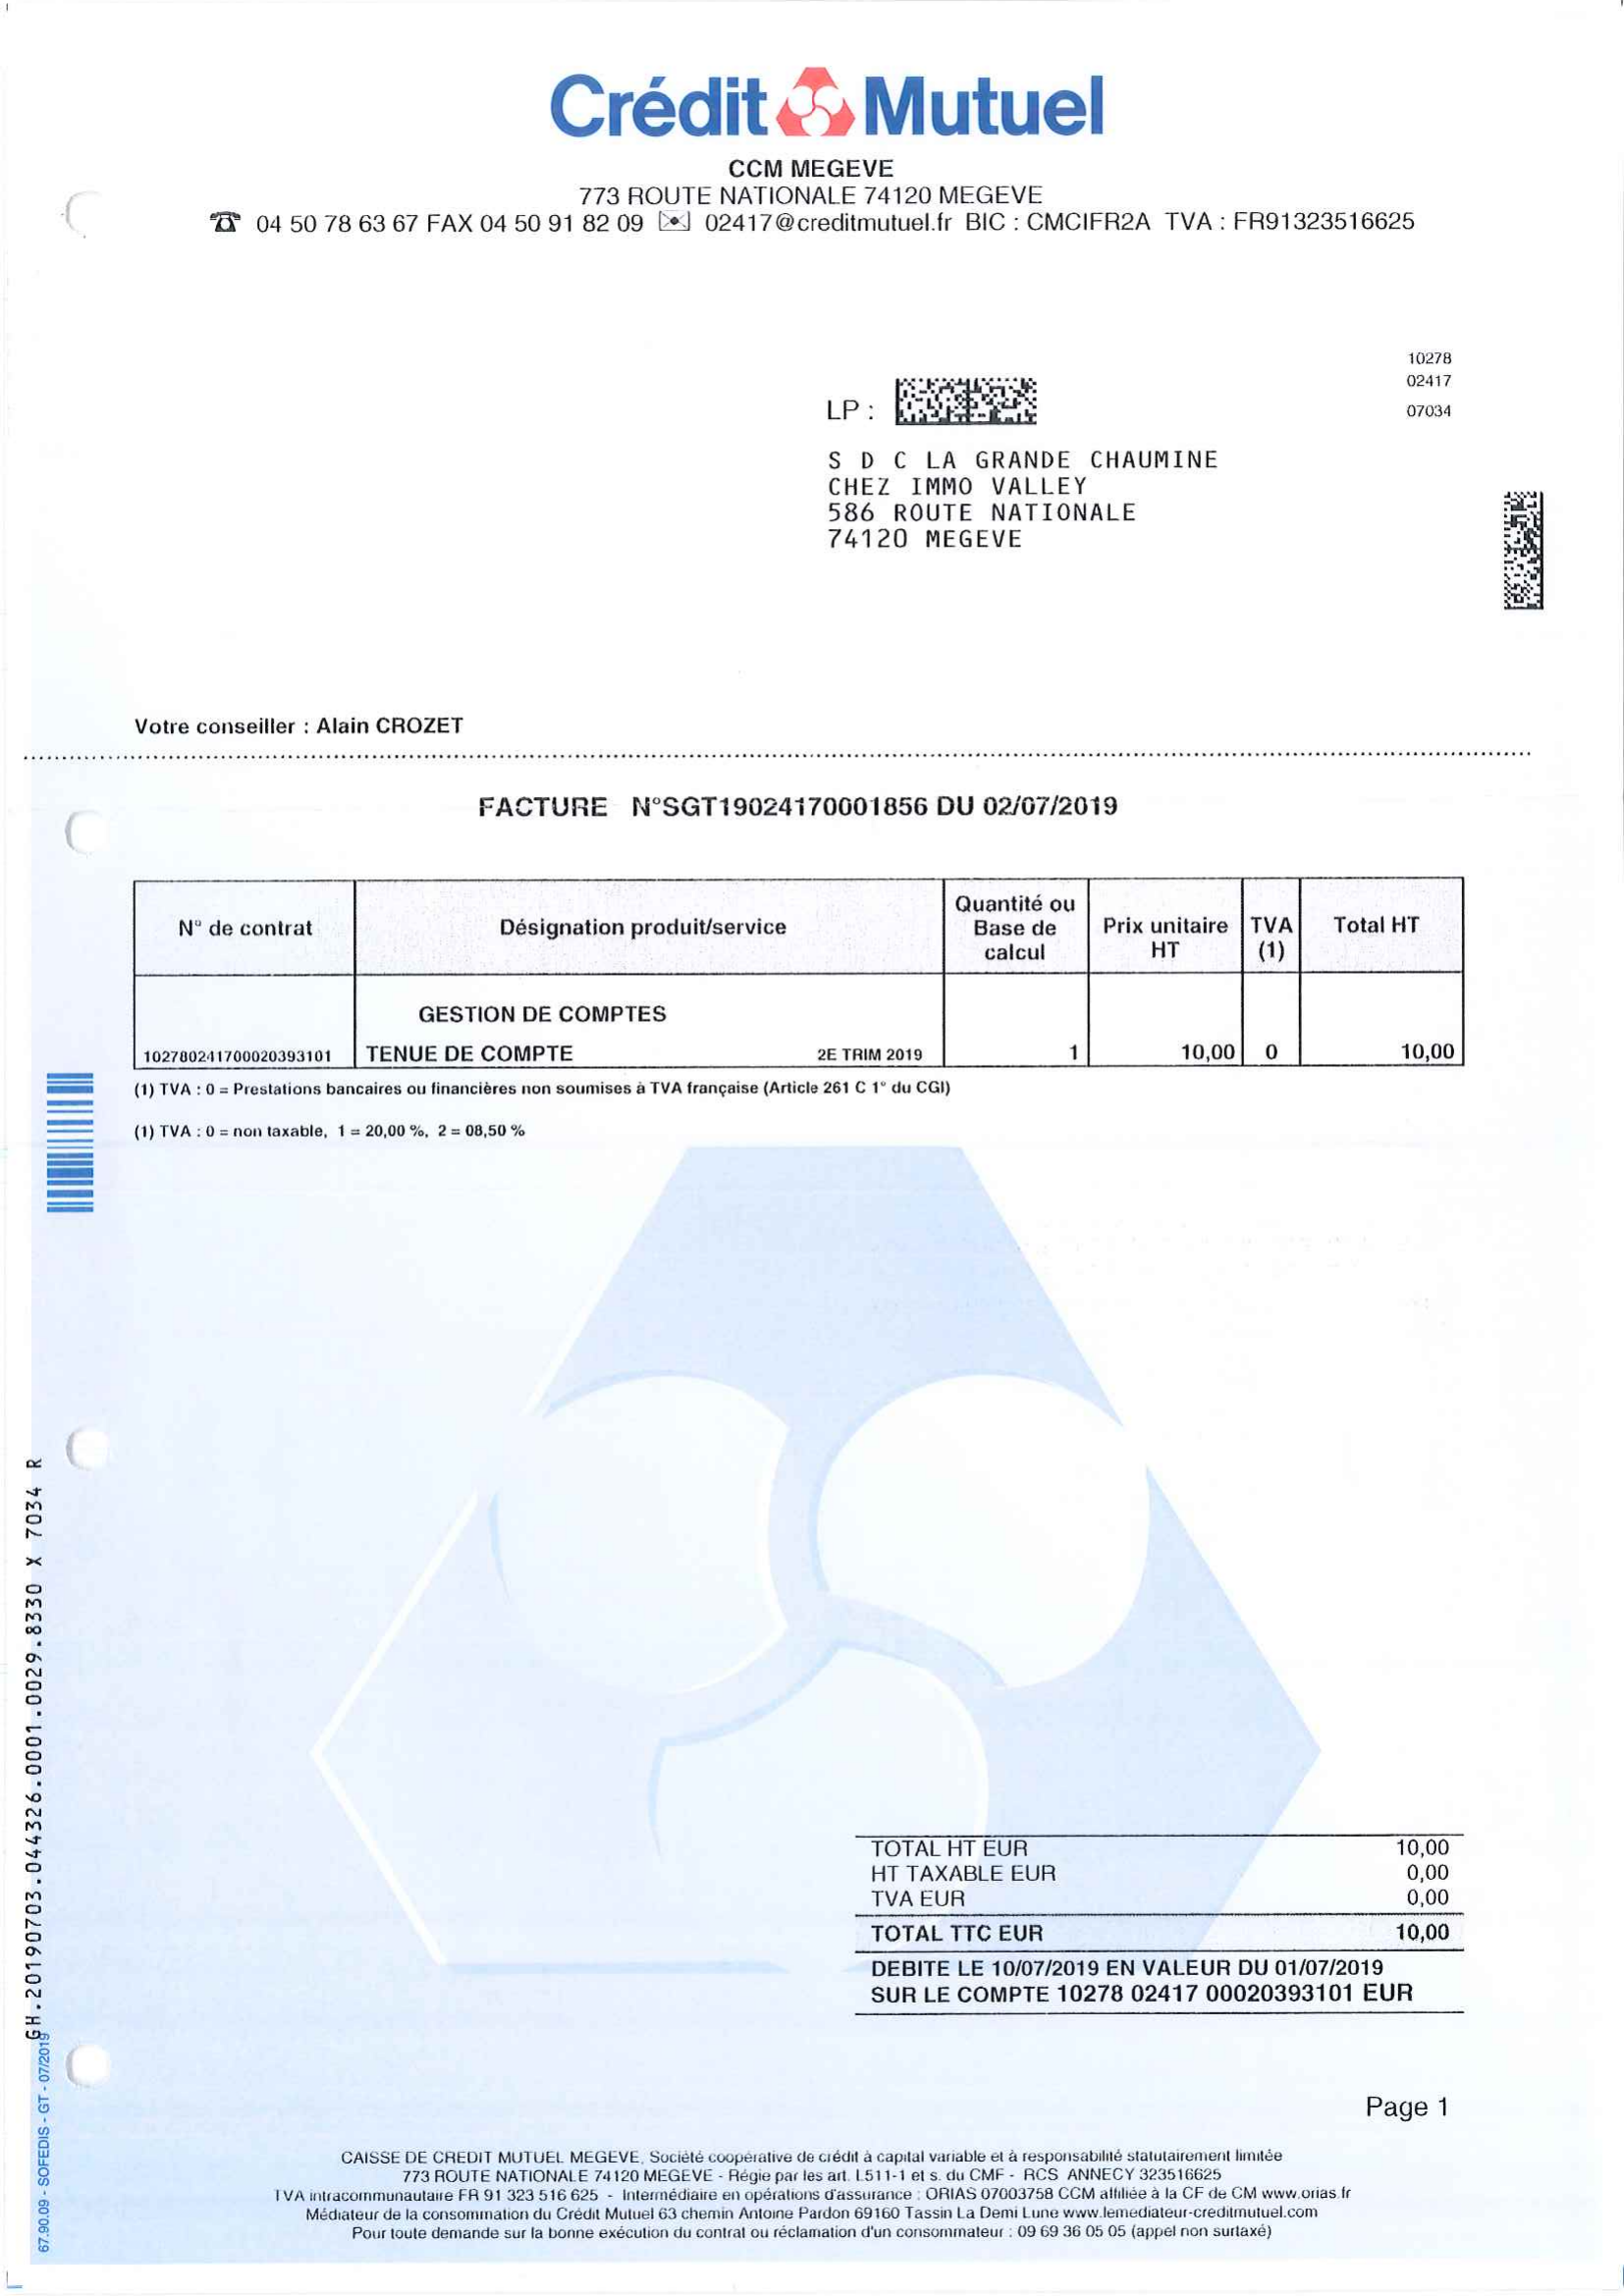 Crédit Mutuel
CCM MEGEVE
773 ROUTE NATIONALE 74120 MEGEVE
04 50 78 63 67 FAX 04 50 91 82 09 02417@creditmutuel.fr BIC : CMCIFR2A TVA : FR91323516625
10278
02417
07034
LP :
S D C LA GRANDE CHAUMINE
CHEZ IMMO VALLEY
586 ROUTE NATIONALE
74120 MEGEVE
Votre conseiller : Alain CROZET
FACTURE N°SGT19024170001856 DU 02/07/2019
N° de contrat Désignation produit/service Quantité ou Base de calcul Prix unitaire HT TVA (1) Total HT
GESTION DE COMPTES
102780241700020393101 TENUE DE COMPTE 2E TRIM 2019 1 10,00 0 10,00
(1) TVA : 0 = Prestations bancaires ou financières non soumises à TVA française (Article 261 C 1° du CGI)
(1) TVA : 0 = non taxable, 1 = 20,00 %, 2 = 08,50 %
GH.20190703.044326.0001.0029.8330 X 7034 R
67.90.09 - SOFEDIS - GT - 07/2019
TOTAL HT EUR 10,00
HT TAXABLE EUR 0,00
TVA EUR 0,00
TOTAL TTC EUR 10,00
DEBITE LE 10/07/2019 EN VALEUR DU 01/07/2019
SUR LE COMPTE 10278 02417 00020393101 EUR
Page 1
CAISSE DE CREDIT MUTUEL MEGEVE, Société coopérative de crédit à capital variable et à responsabilité statutairement limitée
773 ROUTE NATIONALE 74120 MEGEVE - Régie par les art. L511-1 et s. du CMF - RCS ANNECY 323516625
TVA intracommunautaire FR 91 323 516 625 - Intermédiaire en opérations d'assurance : ORIAS 07003758 CCM affiliée à la CF de CM www.orias.fr
Médiateur de la consommation du Crédit Mutuel 63 chemin Antoine Pardon 69160 Tassin La Demi Lune www.lemediateur-creditmutuel.com
Pour toute demande sur la bonne exécution du contrat ou réclamation d'un consommateur : 09 69 36 05 05 (appel non surtaxé)